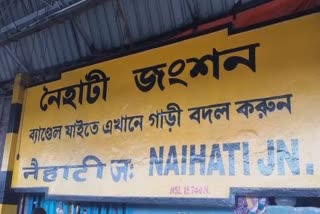 নৈহাটী জংশন
ব্যাণ্ডেল যাইতে এখানে গাড়ী বদল করুন
नैहाटी जं: NAIHATI JN.